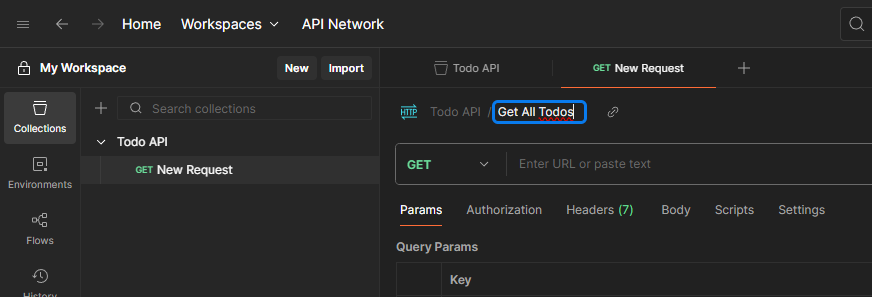 Home Workspaces API Network
My Workspace New Import
Todo API GET New Request
Collections
Search collections
HTTP Todo API / Get All Todos
Todo API
GET New Request
GET Enter URL or paste text
Environments
Params Authorization Headers (7) Body Scripts Settings
Flows
Query Params
History
Key